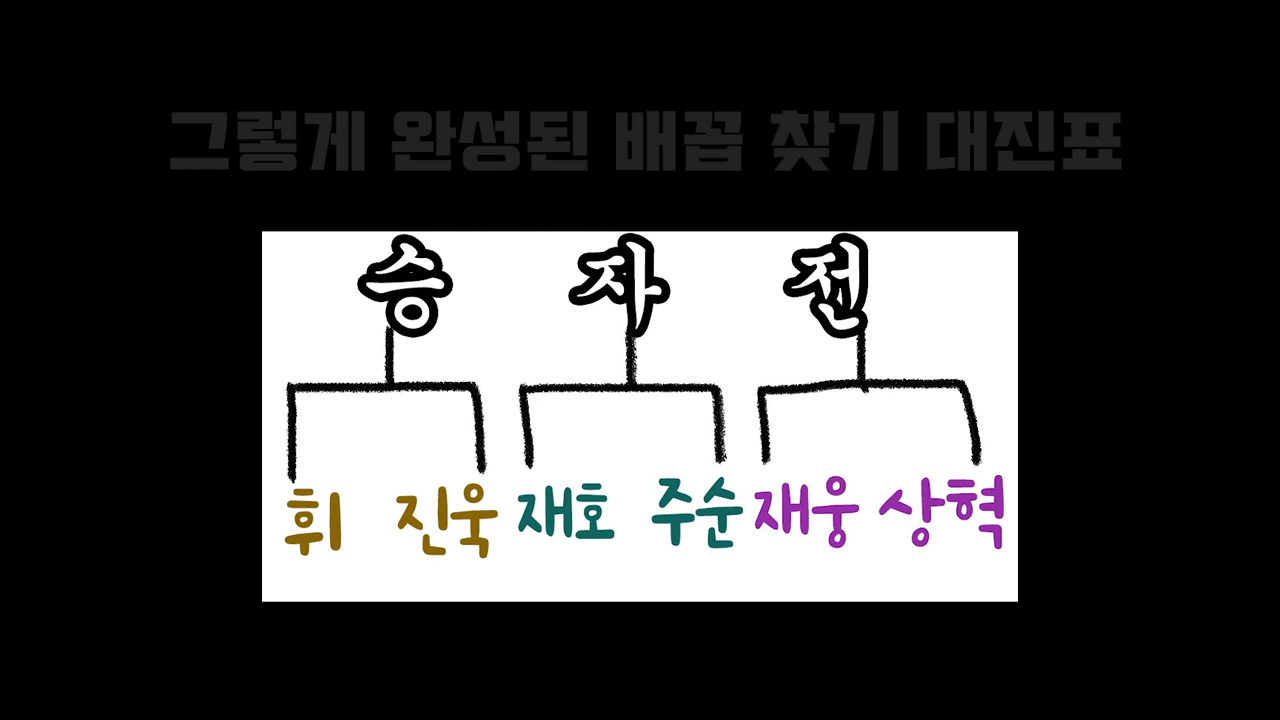 그렇게 완성된 배꼽 찾기 대진표
승 자 전
휘 진욱 재호 주순 재웅 상혁